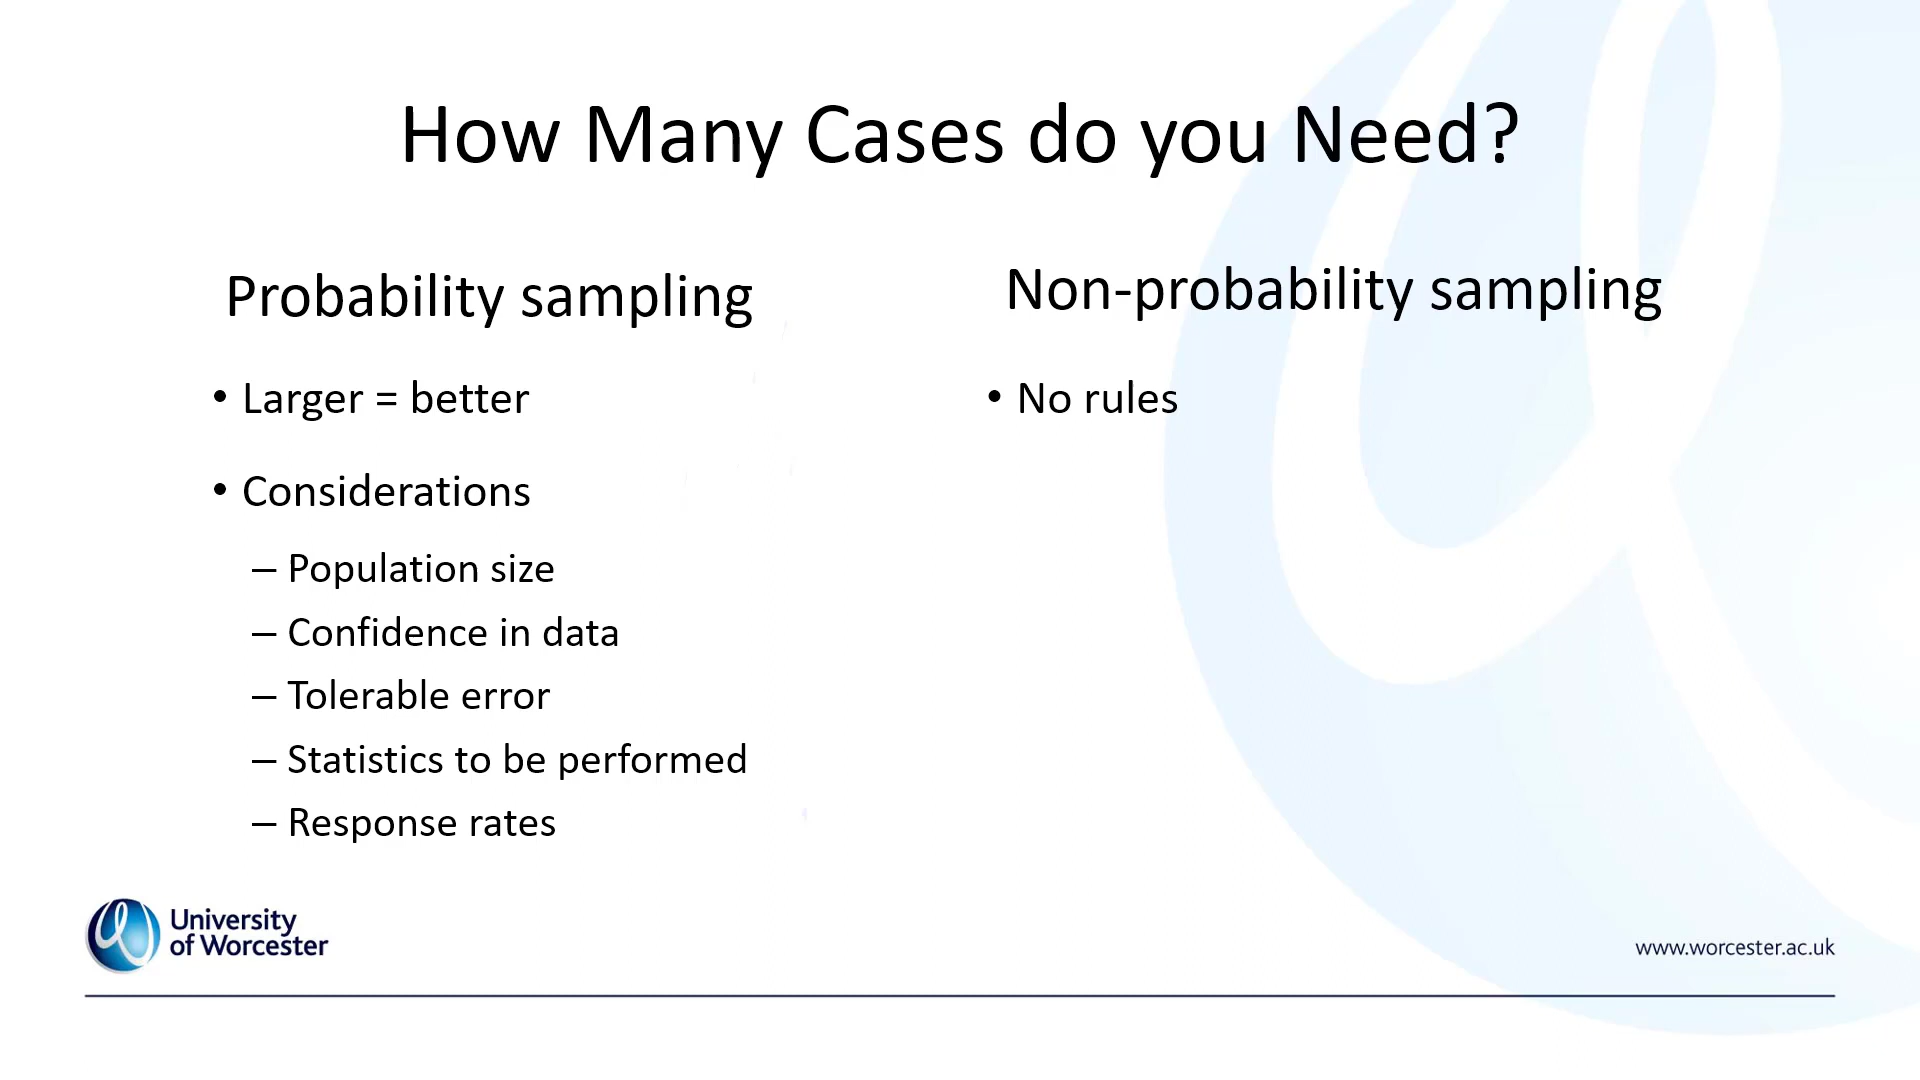 How Many Cases do you Need?
Probability sampling
• Larger = better
• Considerations
– Population size
– Confidence in data
– Tolerable error
– Statistics to be performed
– Response rates
Non-probability sampling
• No rules
University
of Worcester
www.worcester.ac.uk